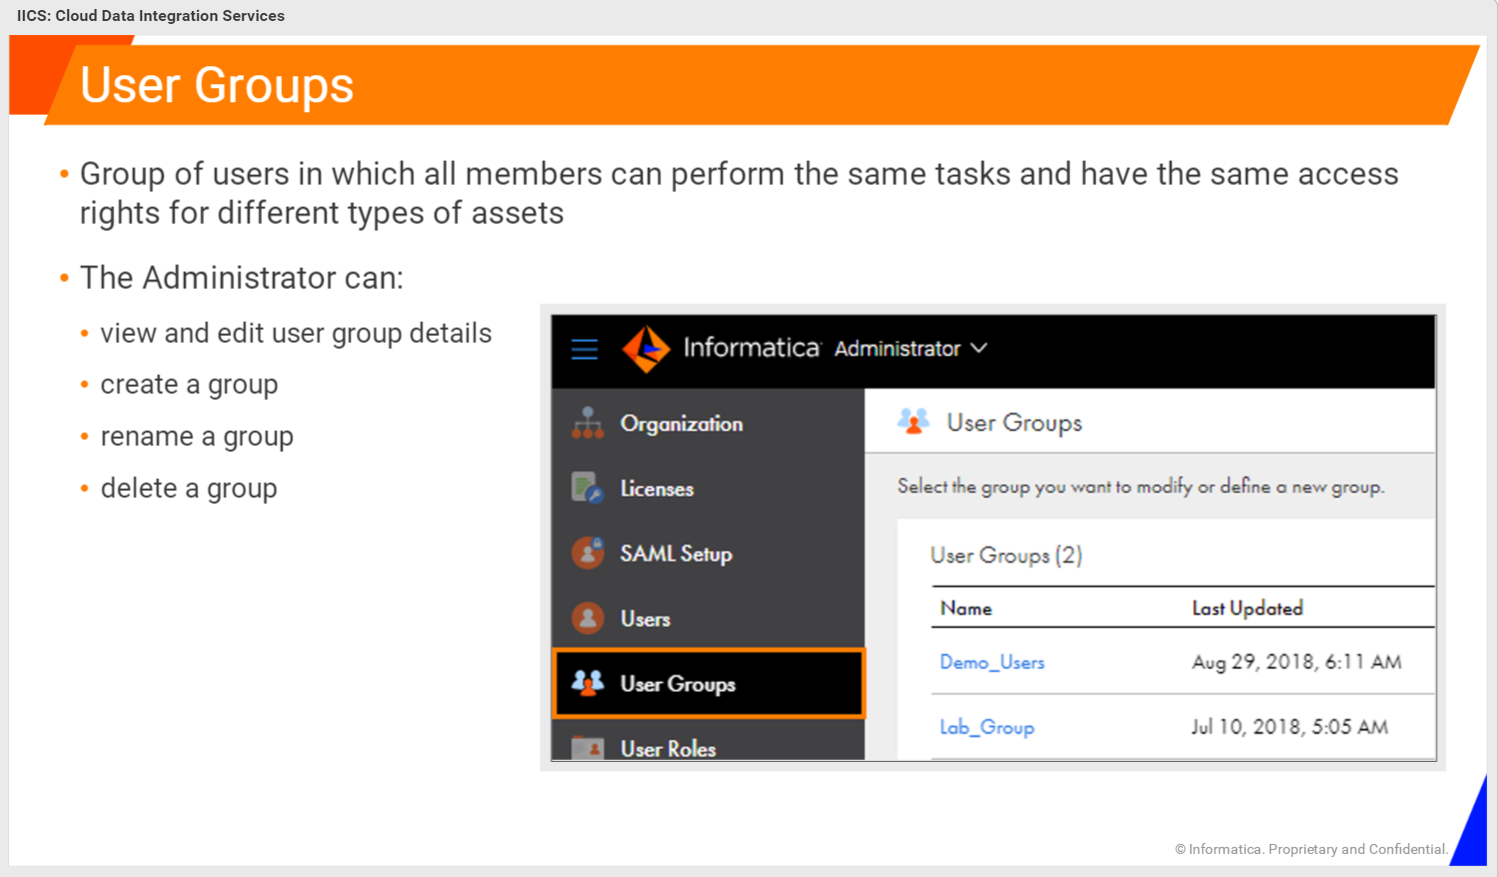 IICS: Cloud Data Integration Services
User Groups
• Group of users in which all members can perform the same tasks and have the same access
rights for different types of assets
• The Administrator can:
• view and edit user group details
• create a group
• rename a group
• delete a group
Informatica Administrator
Organization
Licenses
SAML Setup
Users
User Groups
User Roles
User Groups
Select the group you want to modify or define a new group.
User Groups (2)
Name Last Updated
Demo_Users Aug 29, 2018, 6:11 AM
Lab_Group Jul 10, 2018, 5:05 AM
© Informatica. Proprietary and Confidential.